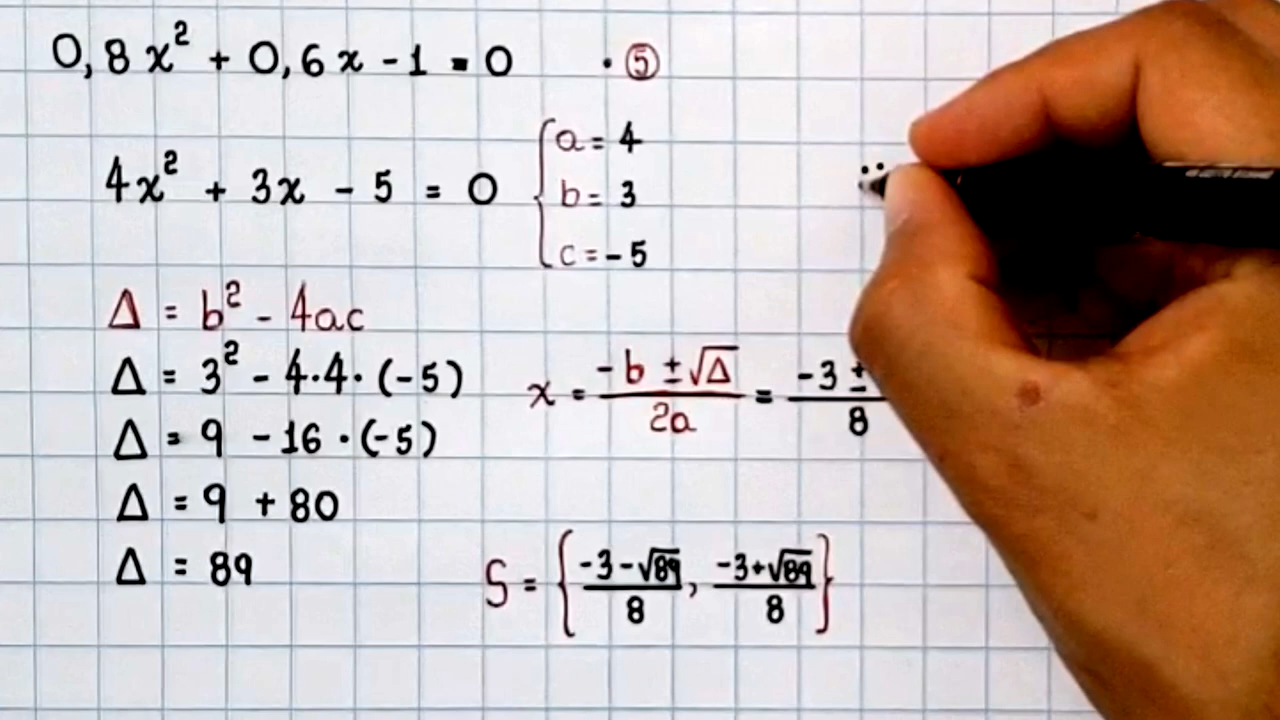 0,8x² + 0,6x - 1 = 0 · ⑤
4x² + 3x - 5 = 0
a = 4
b = 3
c = -5
Δ = b² - 4ac
Δ = 3² - 4·4·(-5)
Δ = 9 - 16·(-5)
Δ = 9 + 80
Δ = 89
x = (-b ± √Δ)/2a = (-3 ±)/8
S = {(-3-√89)/8, (-3+√89)/8}